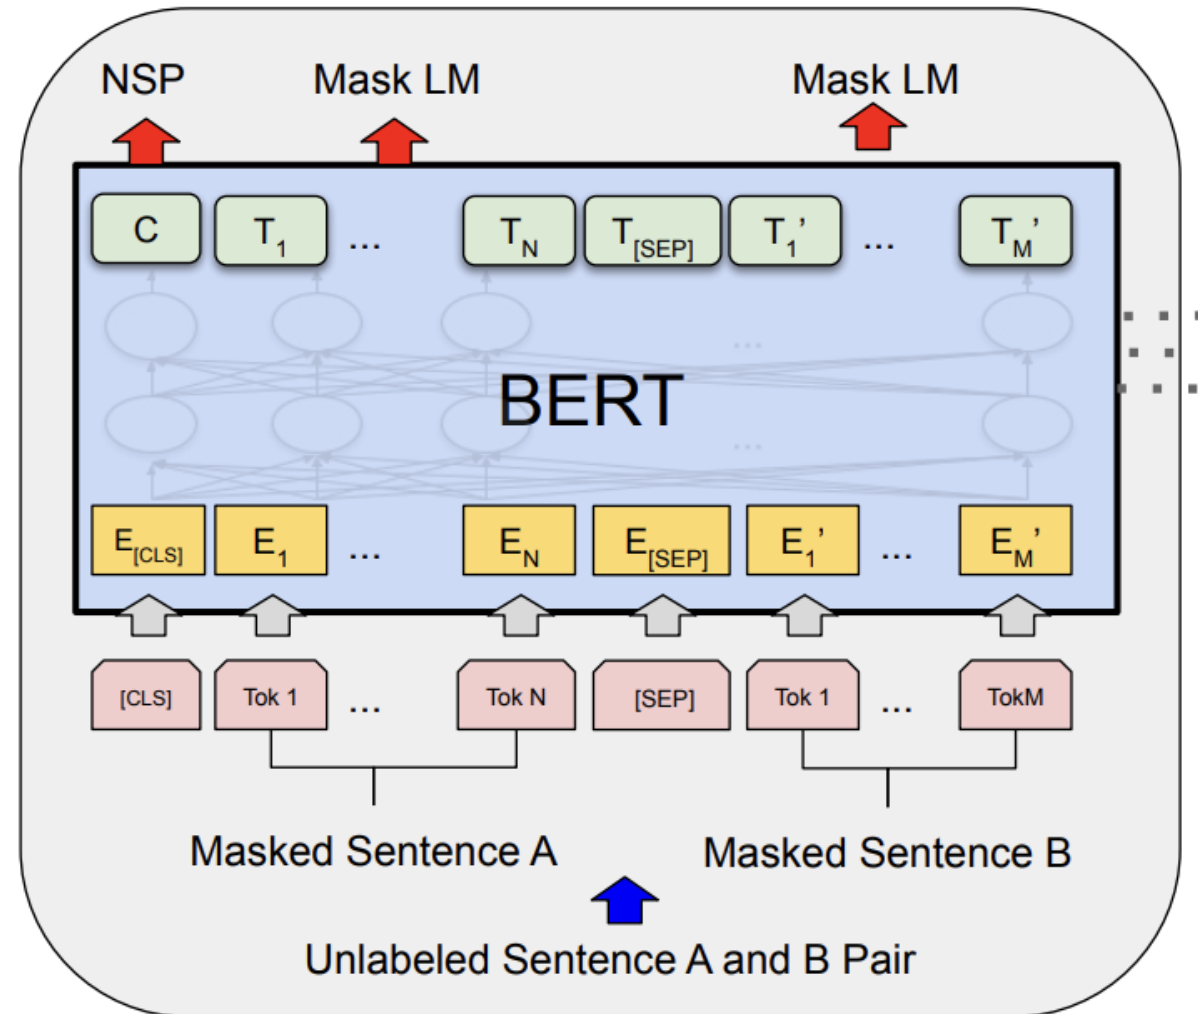 NSP Mask LM Mask LM
C T1 ... TN T[SEP] T1’ ... TM’
...
BERT
...
E[CLS] E1 ... EN E[SEP] E1’ ... EM’
[CLS] Tok 1 ... Tok N [SEP] Tok 1 ... TokM
Masked Sentence A Masked Sentence B
Unlabeled Sentence A and B Pair